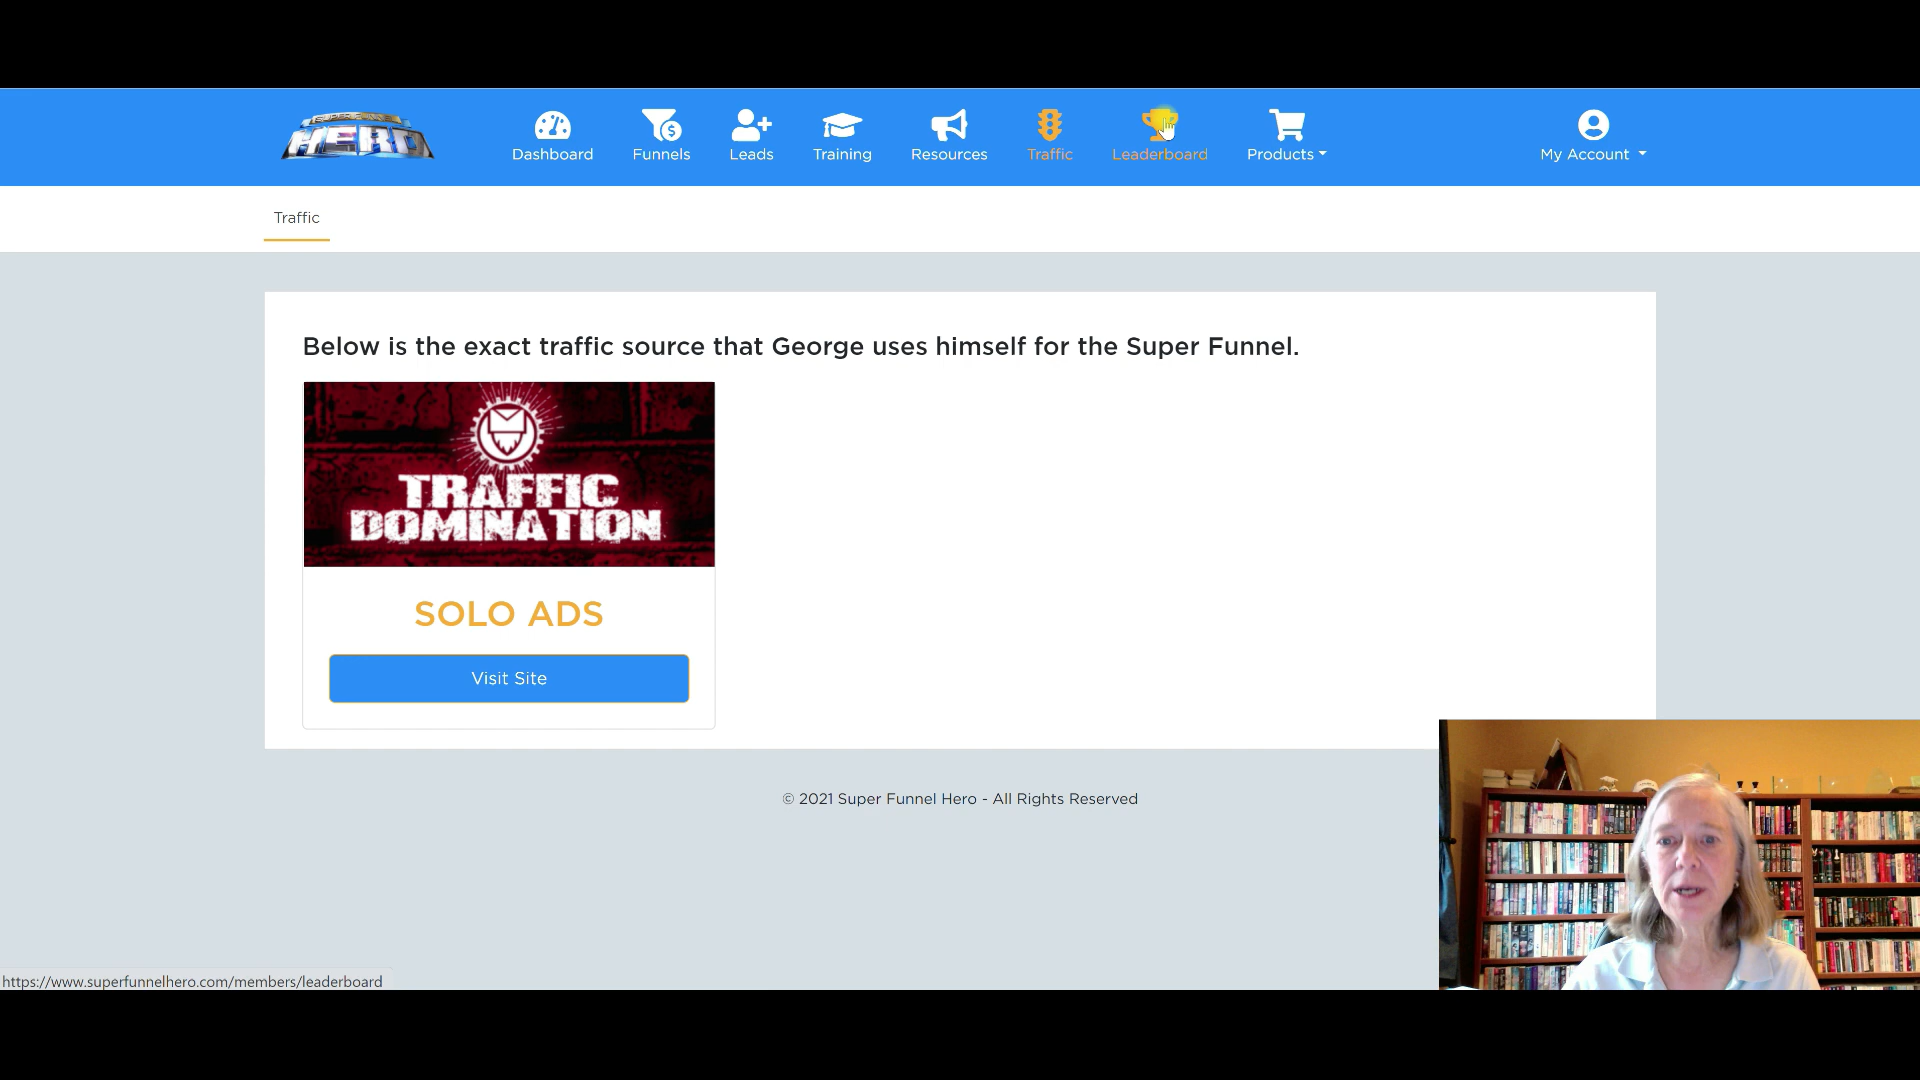 SUPER FUNNEL
HERO
Dashboard
Funnels
Leads
Training
Resources
Traffic
Leaderboard
Products
My Account
Traffic
Below is the exact traffic source that George uses himself for the Super Funnel.
TRAFFIC
DOMINATION
SOLO ADS
Visit Site
© 2021 Super Funnel Hero - All Rights Reserved
https://www.superfunnelhero.com/members/leaderboard